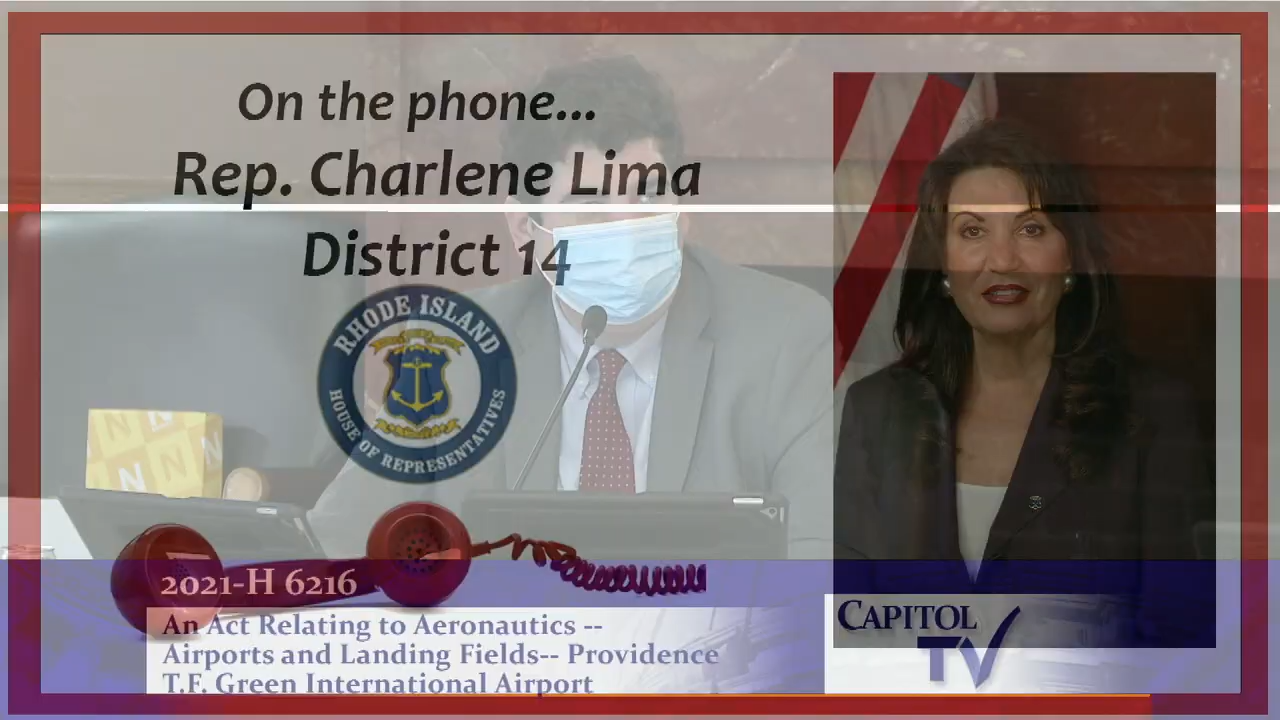 On the phone...
Rep. Charlene Lima
District 14
RHODE ISLAND
HOUSE OF REPRESENTATIVES
N N
N N N
2021-H 6216
An Act Relating to Aeronautics --
Airports and Landing Fields-- Providence
T.F. Green International Airport
CAPITOL
TV